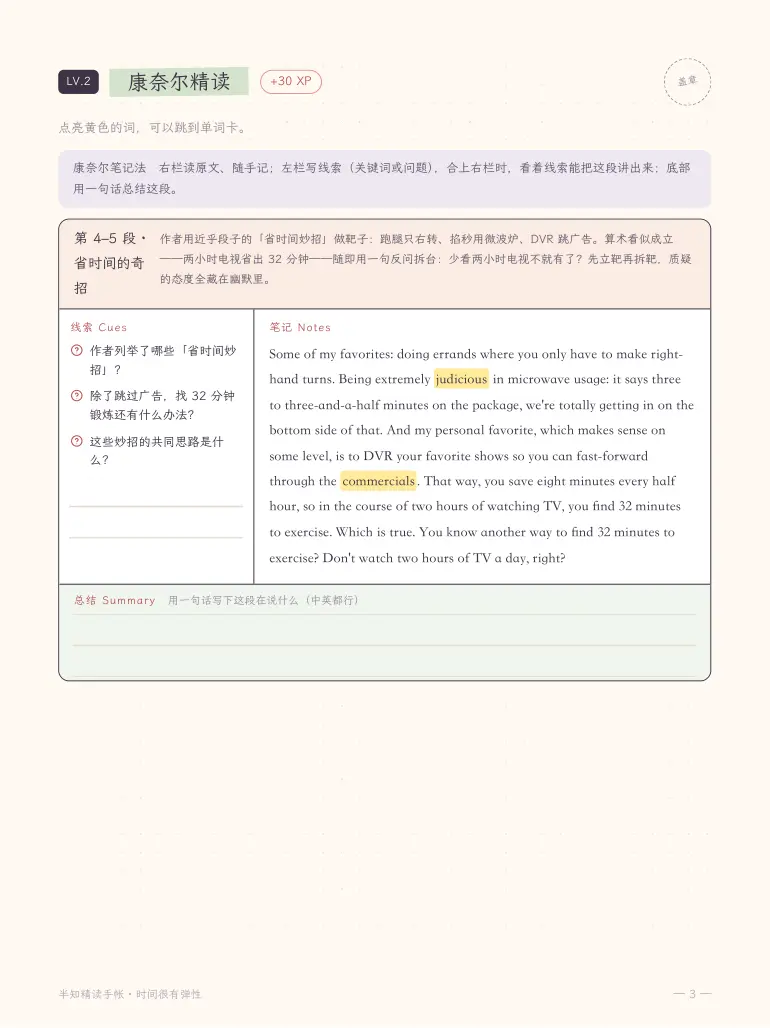 LV.2 康奈尔精读 +30 XP 盖章
点亮黄色的词，可以跳到单词卡。
康奈尔笔记法 右栏读原文、随手记；左栏写线索（关键词或问题），合上右栏时，看着线索能把这段讲出来；底部
用一句话总结这段。
第 4–5 段·
省时间的奇
招
作者用近乎段子的「省时间妙招」做靶子：跑腿只右转、掐秒用微波炉、DVR 跳广告。算术看似成立
——两小时电视省出 32 分钟——随即用一句反问拆台：少看两小时电视不就有了？先立靶再拆靶，质疑
的态度全藏在幽默里。
线索 Cues
作者列举了哪些「省时间妙
招」？
除了跳过广告，找 32 分钟
锻炼还有什么办法？
这些妙招的共同思路是什
么？
笔记 Notes
Some of my favorites: doing errands where you only have to make right-
hand turns. Being extremely judicious in microwave usage: it says three
to three-and-a-half minutes on the package, we're totally getting in on the
bottom side of that. And my personal favorite, which makes sense on
some level, is to DVR your favorite shows so you can fast-forward
through the commercials. That way, you save eight minutes every half
hour, so in the course of two hours of watching TV, you find 32 minutes
to exercise. Which is true. You know another way to find 32 minutes to
exercise? Don't watch two hours of TV a day, right?
总结 Summary 用一句话写下这段在说什么（中英都行）
半知精读手帐·时间很有弹性
— 3 —